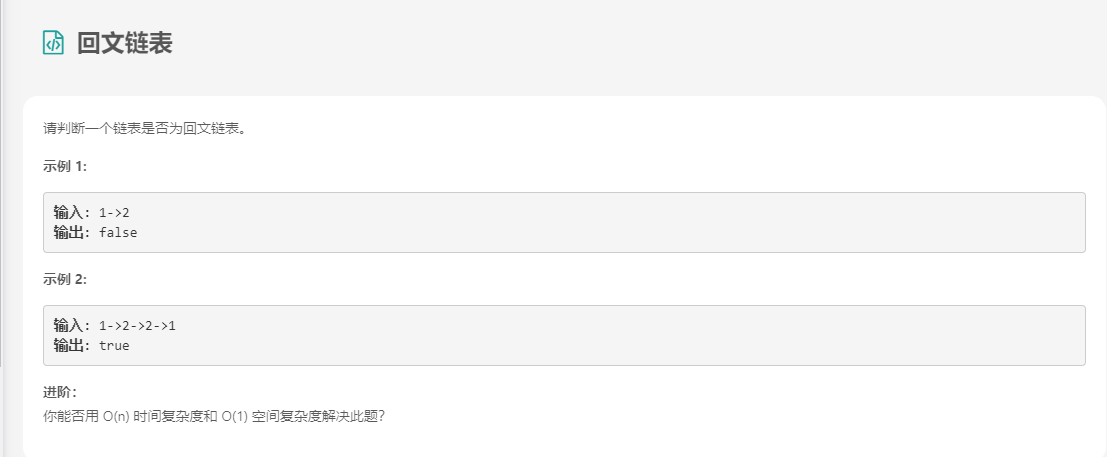 回文链表
请判断一个链表是否为回文链表。
示例 1:
输入: 1->2
输出: false
示例 2:
输入: 1->2->2->1
输出: true
进阶：
你能否用 O(n) 时间复杂度和 O(1) 空间复杂度解决此题？